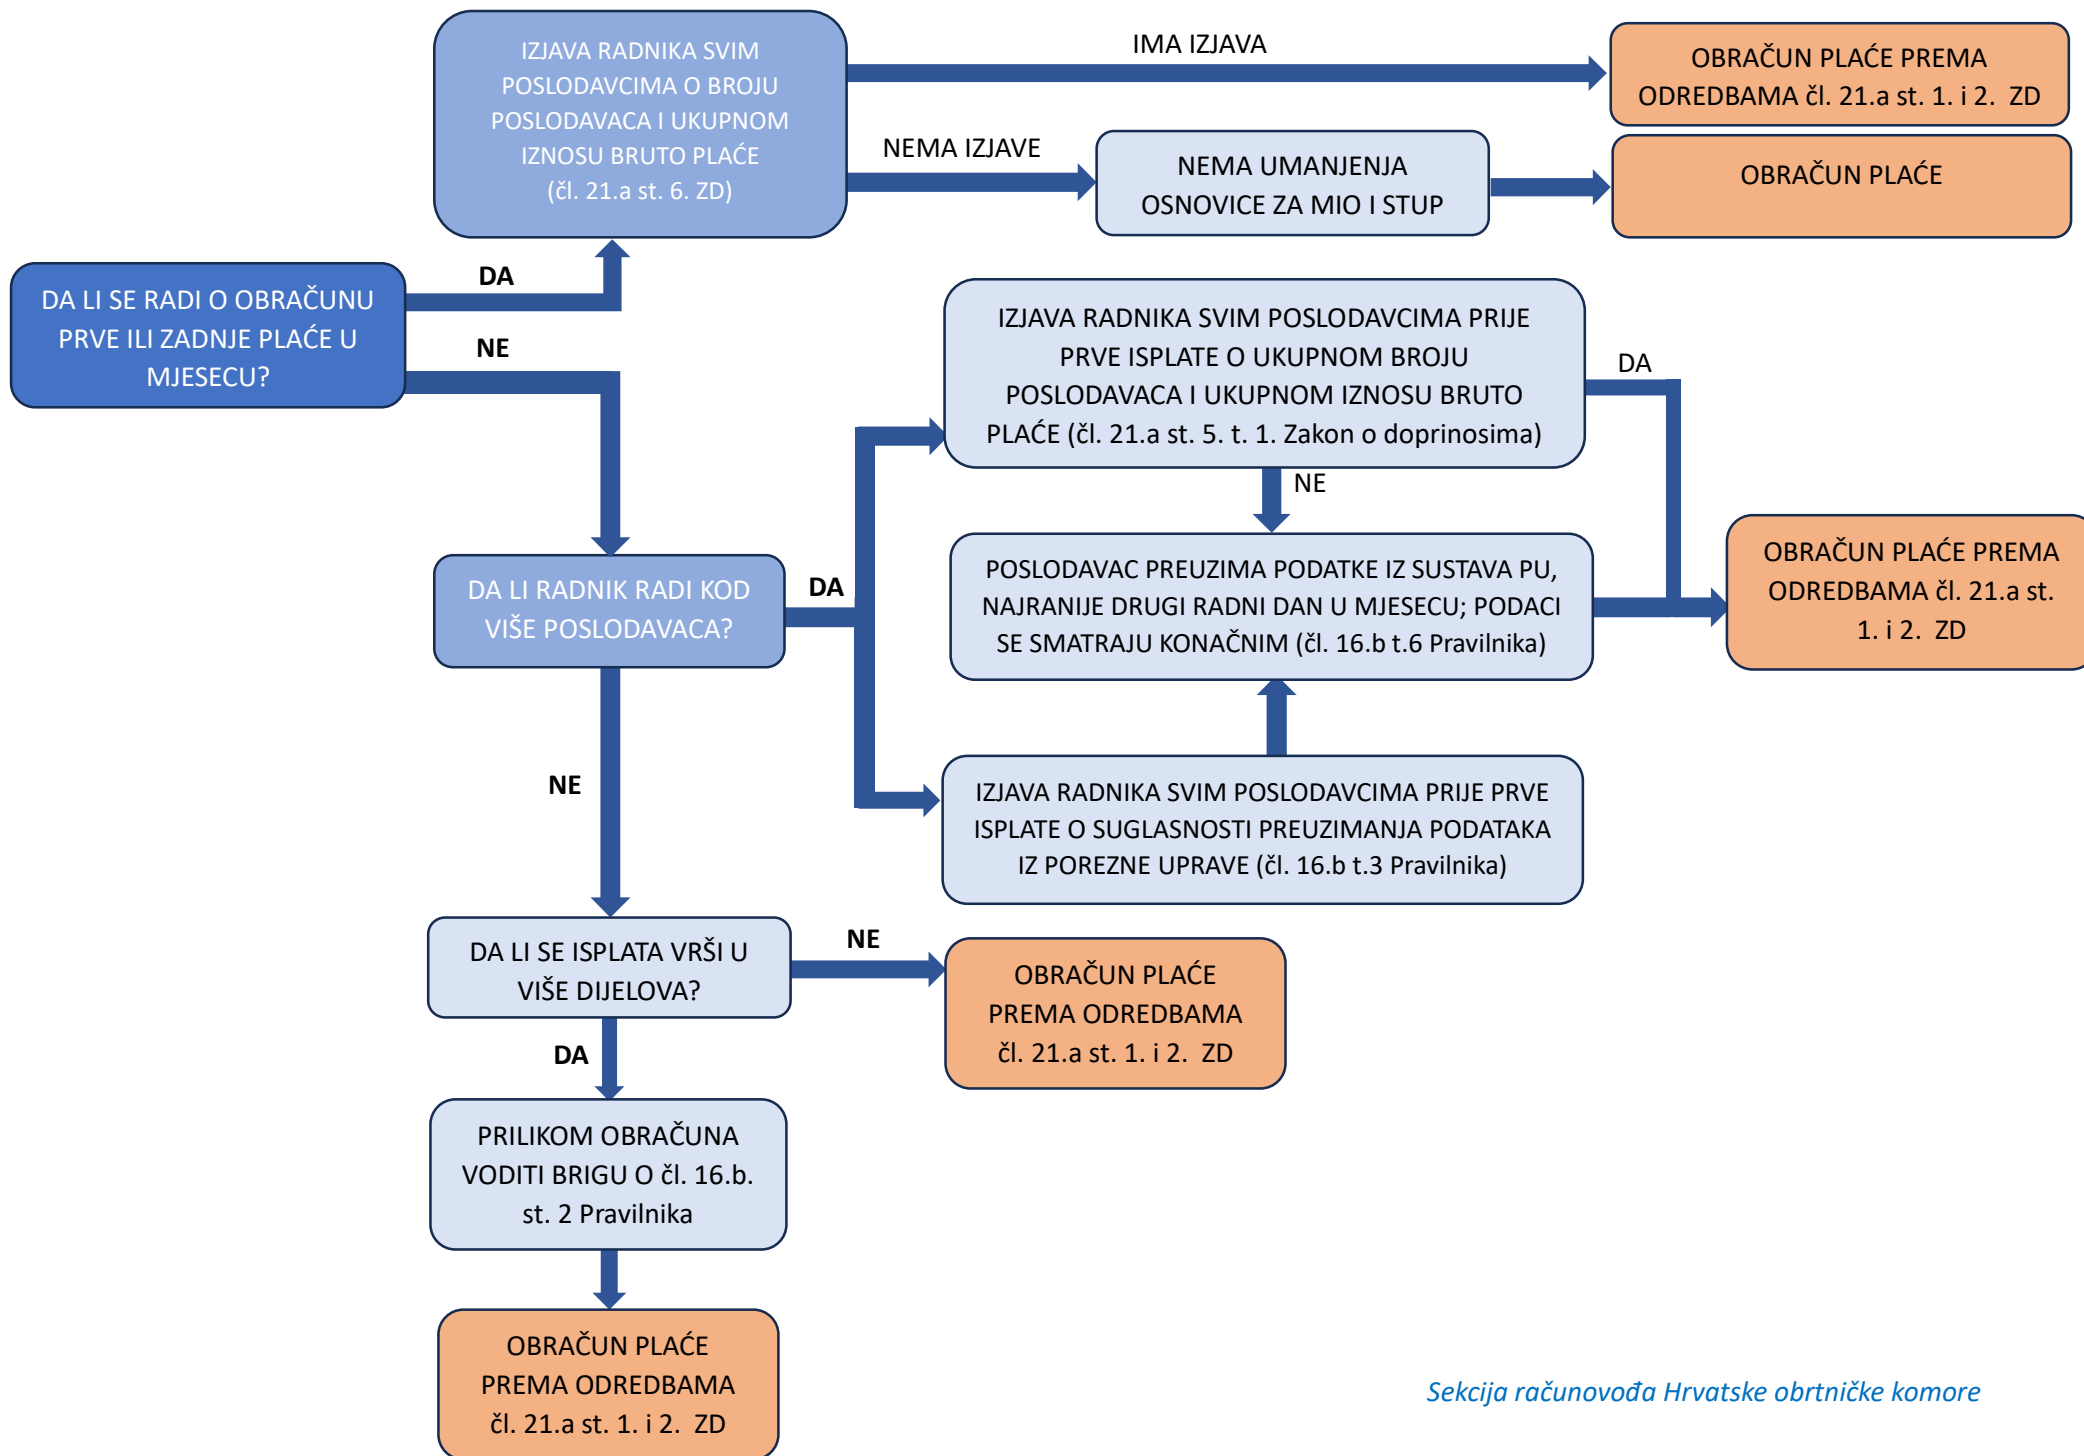 IZJAVA RADNIKA SVIM
POSLODAVCIMA O BROJU
POSLODAVACA I UKUPNOM
IZNOSU BRUTO PLAĆE
(čl. 21.a st. 6. ZD)
IMA IZJAVA
OBRAČUN PLAĆE PREMA
ODREDBAMA čl. 21.a st. 1. i 2. ZD
NEMA IZJAVE
NEMA UMANJENJA
OSNOVICE ZA MIO I STUP
OBRAČUN PLAĆE
DA LI SE RADI O OBRAČUNU
PRVE ILI ZADNJE PLAĆE U
MJESECU?
DA
NE
IZJAVA RADNIKA SVIM POSLODAVCIMA PRIJE
PRVE ISPLATE O UKUPNOM BROJU
POSLODAVACA I UKUPNOM IZNOSU BRUTO
PLAĆE (čl. 21.a st. 5. t. 1. Zakon o doprinosima)
DA
NE
DA LI RADNIK RADI KOD
VIŠE POSLODAVACA?
DA
POSLODAVAC PREUZIMA PODATKE IZ SUSTAVA PU,
NAJRANIJE DRUGI RADNI DAN U MJESECU; PODACI
SE SMATRAJU KONAČNIM (čl. 16.b t.6 Pravilnika)
OBRAČUN PLAĆE PREMA
ODREDBAMA čl. 21.a st.
1. i 2. ZD
NE
IZJAVA RADNIKA SVIM POSLODAVCIMA PRIJE PRVE
ISPLATE O SUGLASNOSTI PREUZIMANJA PODATAKA
IZ POREZNE UPRAVE (čl. 16.b t.3 Pravilnika)
DA LI SE ISPLATA VRŠI U
VIŠE DIJELOVA?
NE
OBRAČUN PLAĆE
PREMA ODREDBAMA
čl. 21.a st. 1. i 2. ZD
DA
PRILIKOM OBRAČUNA
VODITI BRIGU O čl. 16.b.
st. 2 Pravilnika
OBRAČUN PLAĆE
PREMA ODREDBAMA
čl. 21.a st. 1. i 2. ZD
Sekcija računovođa Hrvatske obrtničke komore